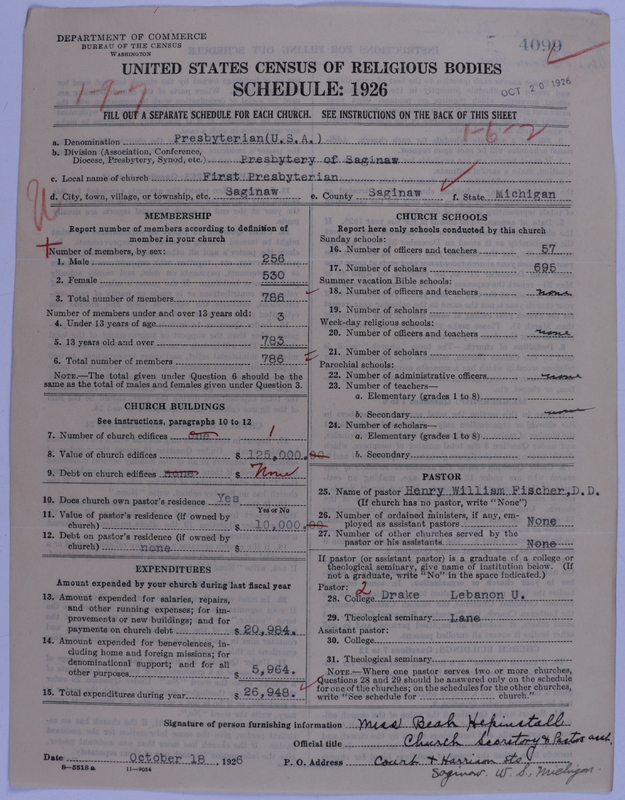 DEPARTMENT OF COMMERCE
BUREAU OF THE CENSUS
WASHINGTON
4099
OCT 20 1926
UNITED STATES CENSUS OF RELIGIOUS BODIES
SCHEDULE: 1926
1-9-7
FILL OUT A SEPARATE SCHEDULE FOR EACH CHURCH. SEE INSTRUCTIONS ON THE BACK OF THIS SHEET
1-6-2
a. Denomination Presbyterian(U.S.A.)
b. Division (Association, Conference,
Diocese, Presbytery, Synod, etc.) Presbytery of Saginaw
c. Local name of church First Presbyterian
d. City, town, village, or township, etc. Saginaw e. County Saginaw f. State Michigan
MEMBERSHIP
Report number of members according to definition of
member in your church
Number of members, by sex:
1. Male 256
2. Female 530
3. Total number of members 786
Number of members under and over 13 years old:
4. Under 13 years of age 3
5. 13 years old and over 783
6. Total number of members 786
NOTE.—The total given under Question 6 should be the
same as the total of males and females given under Question 3.
CHURCH BUILDINGS
See instructions, paragraphs 10 to 12
7. Number of church edifices one 1
8. Value of church edifices $ 125,000.00
9. Debt on church edifices none $ None
10. Does church own pastor's residence Yes
Yes or No
11. Value of pastor's residence (if owned by
church) $ 10,000.00
12. Debt on pastor's residence (if owned by
church) none $
EXPENDITURES
Amount expended by your church during last fiscal year
13. Amount expended for salaries, repairs,
and other running expenses; for im-
provements or new buildings; and for
payments on church debt $ 20,984.
14. Amount expended for benevolences, in-
cluding home and foreign missions; for
denominational support; and for all
other purposes $ 5,964.
15. Total expenditures during year $ 26,948.
CHURCH SCHOOLS
Report here only schools conducted by this church
Sunday schools:
16. Number of officers and teachers 57
17. Number of scholars 695
Summer vacation Bible schools:
18. Number of officers and teachers none
19. Number of scholars
Week-day religious schools:
20. Number of officers and teachers none
21. Number of scholars
Parochial schools:
22. Number of administrative officers none
23. Number of teachers—
a. Elementary (grades 1 to 8)
b. Secondary none
24. Number of scholars—
a. Elementary (grades 1 to 8)
b. Secondary
PASTOR
25. Name of pastor Henry William Fischer,D.D.
(If church has no pastor, write "None")
26. Number of ordained ministers, if any, em-
ployed as assistant pastors None
27. Number of other churches served by the
pastor or his assistants None
If pastor (or assistant pastor) is a graduate of a college or
theological seminary, give name of institution below. (If
not a graduate, write "No" in the space indicated.)
Pastor: 2
28. College Drake Lebanon U.
29. Theological seminary Lane
Assistant pastor:
30. College
31. Theological seminary
NOTE.—Where one pastor serves two or more churches,
Questions 28 and 29 should be answered only on the schedule
for one of the churches; on the schedules for the other churches,
write "See schedule for church."
Signature of person furnishing information Miss Beah Hepinstall
Official title Church Secretary & Pastor asst.
Date October 18, 1926 P. O. Address Court & Harrison sts
8-5518a 11-9014 Saginaw. W. S., Michigan.